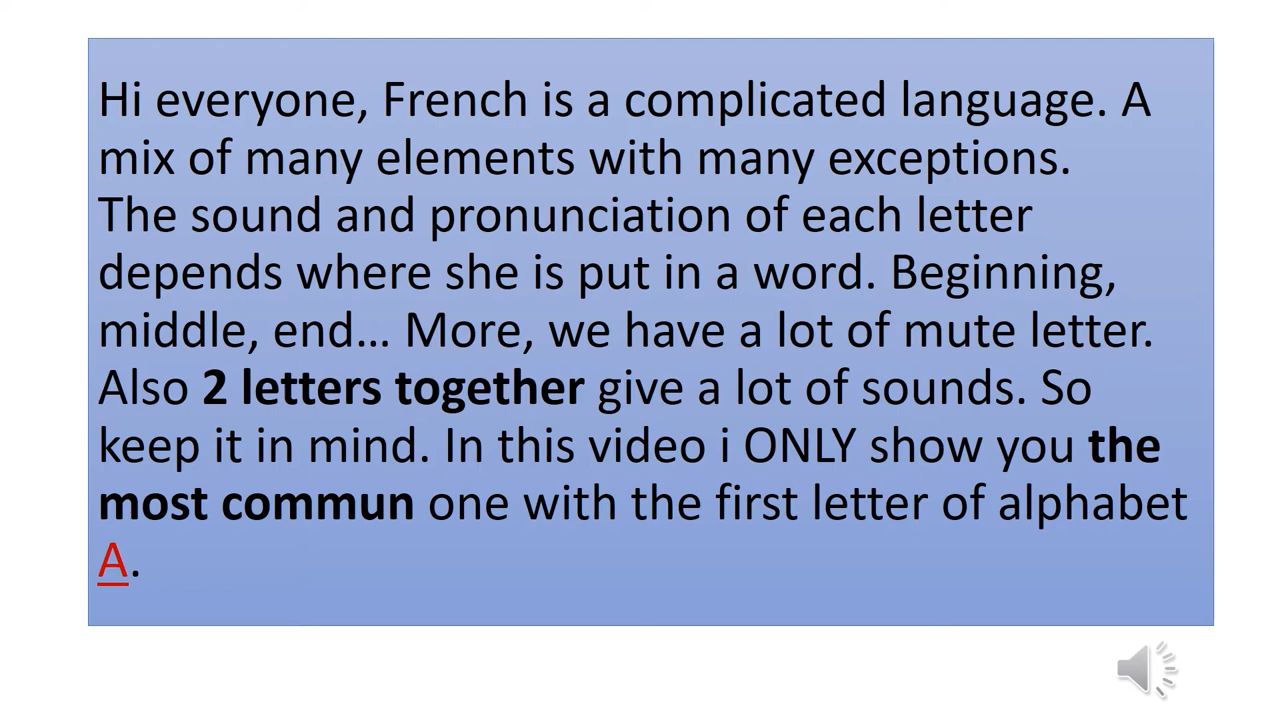 Hi everyone, French is a complicated language. A
mix of many elements with many exceptions.
The sound and pronunciation of each letter
depends where she is put in a word. Beginning,
middle, end... More, we have a lot of mute letter.
Also 2 letters together give a lot of sounds. So
keep it in mind. In this video i ONLY show you the
most commun one with the first letter of alphabet
A.